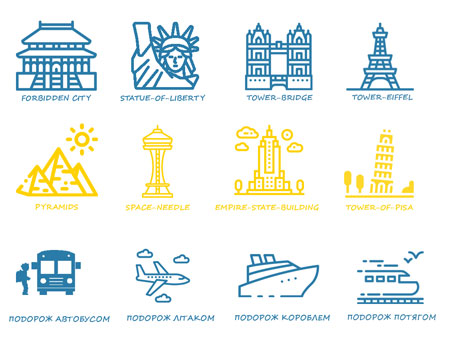 FORBIDDEN CITY
STATUE-OF-LIBERTY
TOWER-BRIDGE
TOWER-EIFFEL
PYRAMIDS
SPACE-NEEDLE
EMPIRE-STATE-BUILDING
TOWER-OF-PISA
ПОДОРОЖ АВТОБУСОМ
ПОДОРОЖ ЛІТАКОМ
ПОДОРОЖ КОРОБЛЕМ
ПОДОРОЖ ПОТЯГОМ